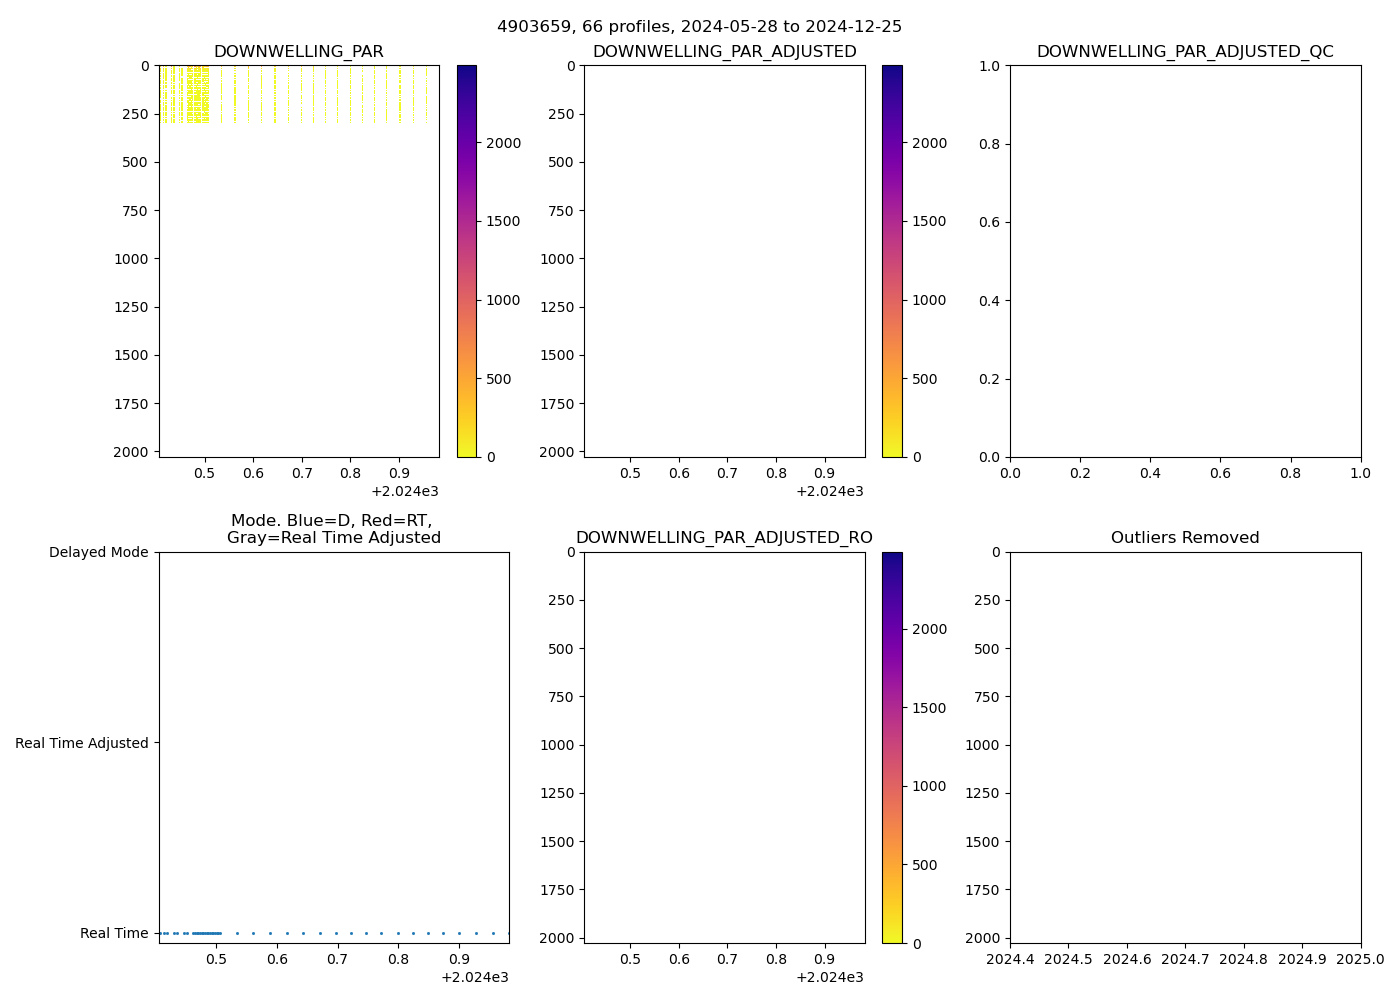 4903659, 66 profiles, 2024-05-28 to 2024-12-25
DOWNWELLING_PAR
0
250
500
750
1000
1250
1500
1750
2000
0.5 0.6 0.7 0.8 0.9
+2.024e3
2000
1500
1000
500
0
DOWNWELLING_PAR_ADJUSTED
0
250
500
750
1000
1250
1500
1750
2000
0.5 0.6 0.7 0.8 0.9
+2.024e3
2000
1500
1000
500
0
DOWNWELLING_PAR_ADJUSTED_QC
1.0
0.8
0.6
0.4
0.2
0.0
0.0 0.2 0.4 0.6 0.8 1.0
Mode. Blue=D, Red=RT,
Gray=Real Time Adjusted
Delayed Mode
Real Time Adjusted
Real Time
0.5 0.6 0.7 0.8 0.9
+2.024e3
DOWNWELLING_PAR_ADJUSTED_RO
0
250
500
750
1000
1250
1500
1750
2000
0.5 0.6 0.7 0.8 0.9
+2.024e3
2000
1500
1000
500
0
Outliers Removed
0
250
500
750
1000
1250
1500
1750
2000
2024.4 2024.5 2024.6 2024.7 2024.8 2024.9 2025.0